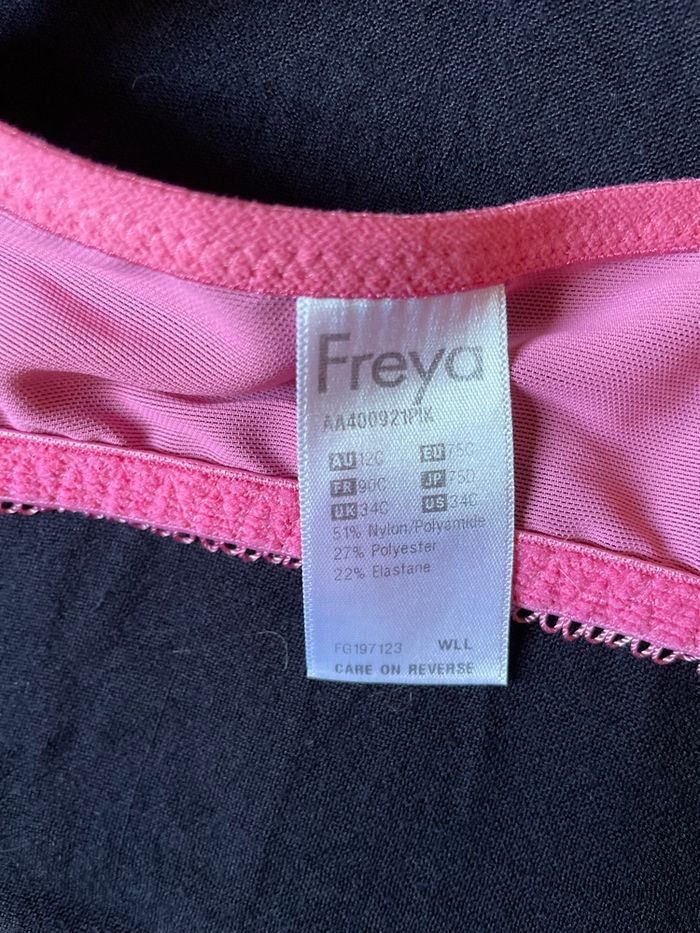 Freya
AA400921PIK
AU 12C EU 75C
FR 90C JP 75D
UK 34C US 34C
51% Nylon/Polyamide
27% Polyester
22% Elastane
FG197123 WLL
CARE ON REVERSE